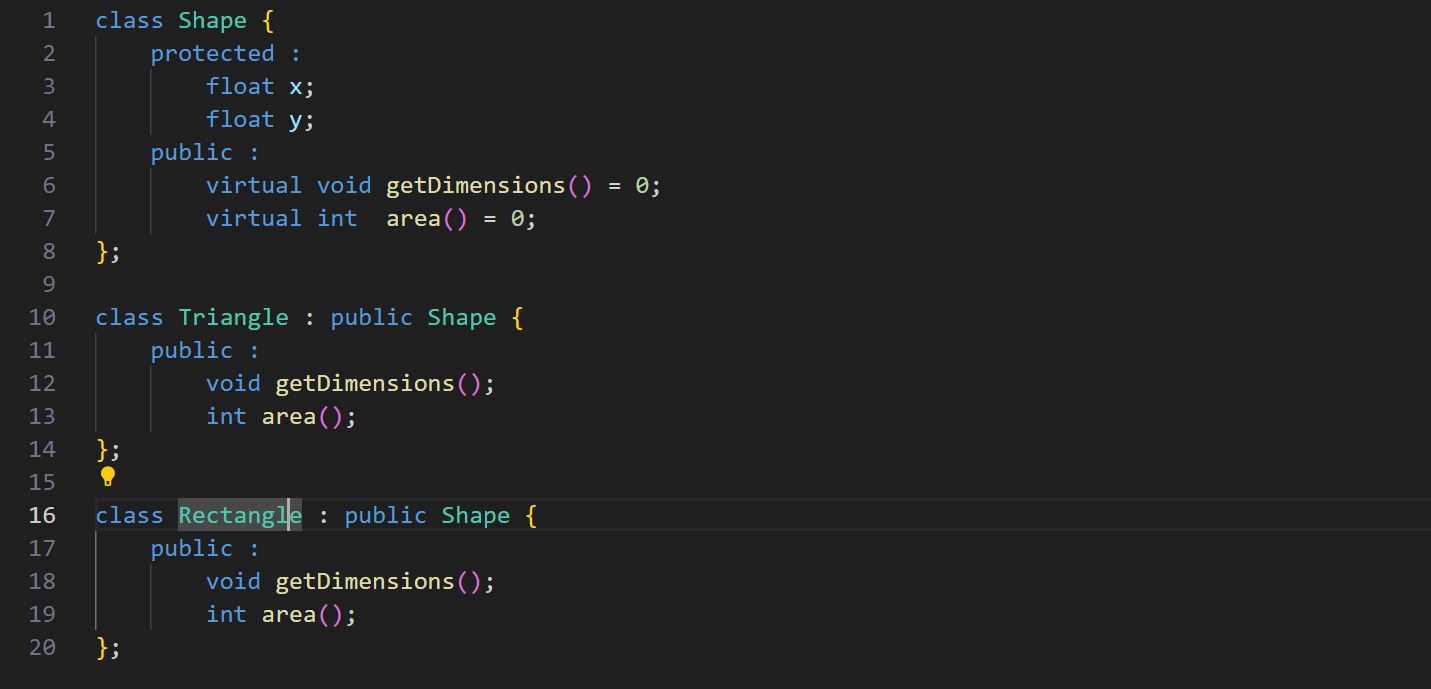 1 class Shape {
2 protected :
3 float x;
4 float y;
5 public :
6 virtual void getDimensions() = 0;
7 virtual int  area() = 0;
8 };
9
10 class Triangle : public Shape {
11 public :
12 void getDimensions();
13 int area();
14 };
15
16 class Rectangle : public Shape {
17 public :
18 void getDimensions();
19 int area();
20 };